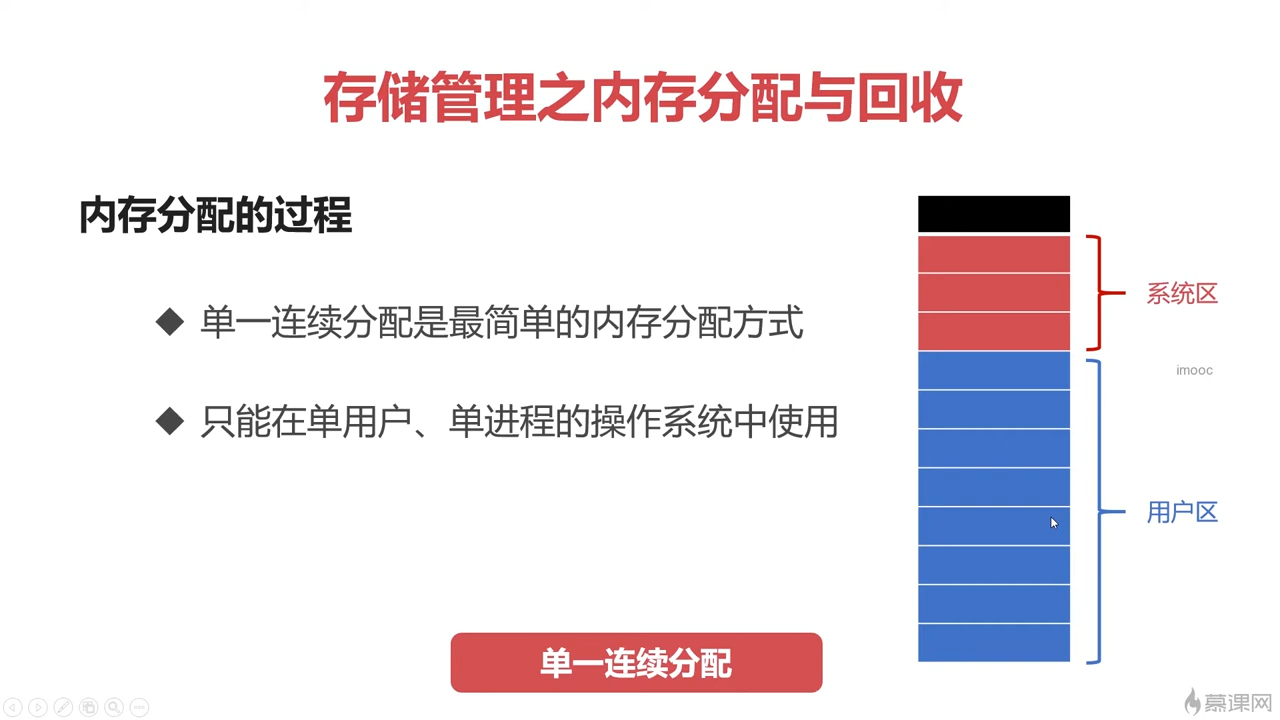 存储管理之内存分配与回收
内存分配的过程
◆ 单一连续分配是最简单的内存分配方式
◆ 只能在单用户、单进程的操作系统中使用
系统区
imooc
用户区
单一连续分配
慕课网